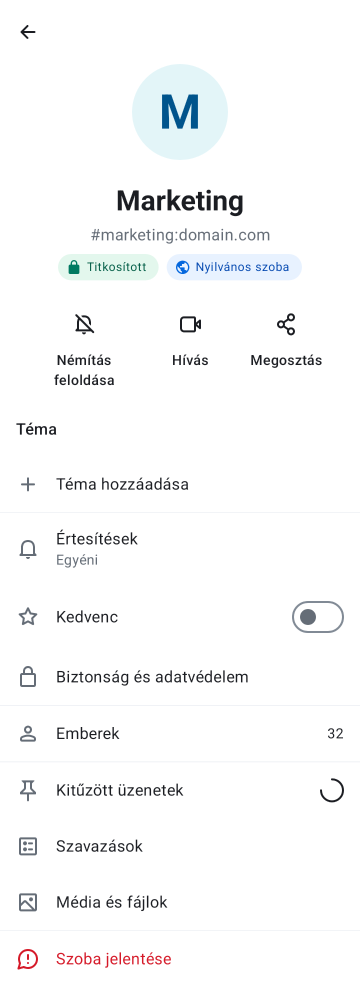 M
Marketing
#marketing:domain.com
Titkosított
Nyilvános szoba
Némítás
feloldása
Hívás
Megosztás
Téma
Téma hozzáadása
Értesítések
Egyéni
Kedvenc
Biztonság és adatvédelem
Emberek
32
Kitűzött üzenetek
Szavazások
Média és fájlok
Szoba jelentése